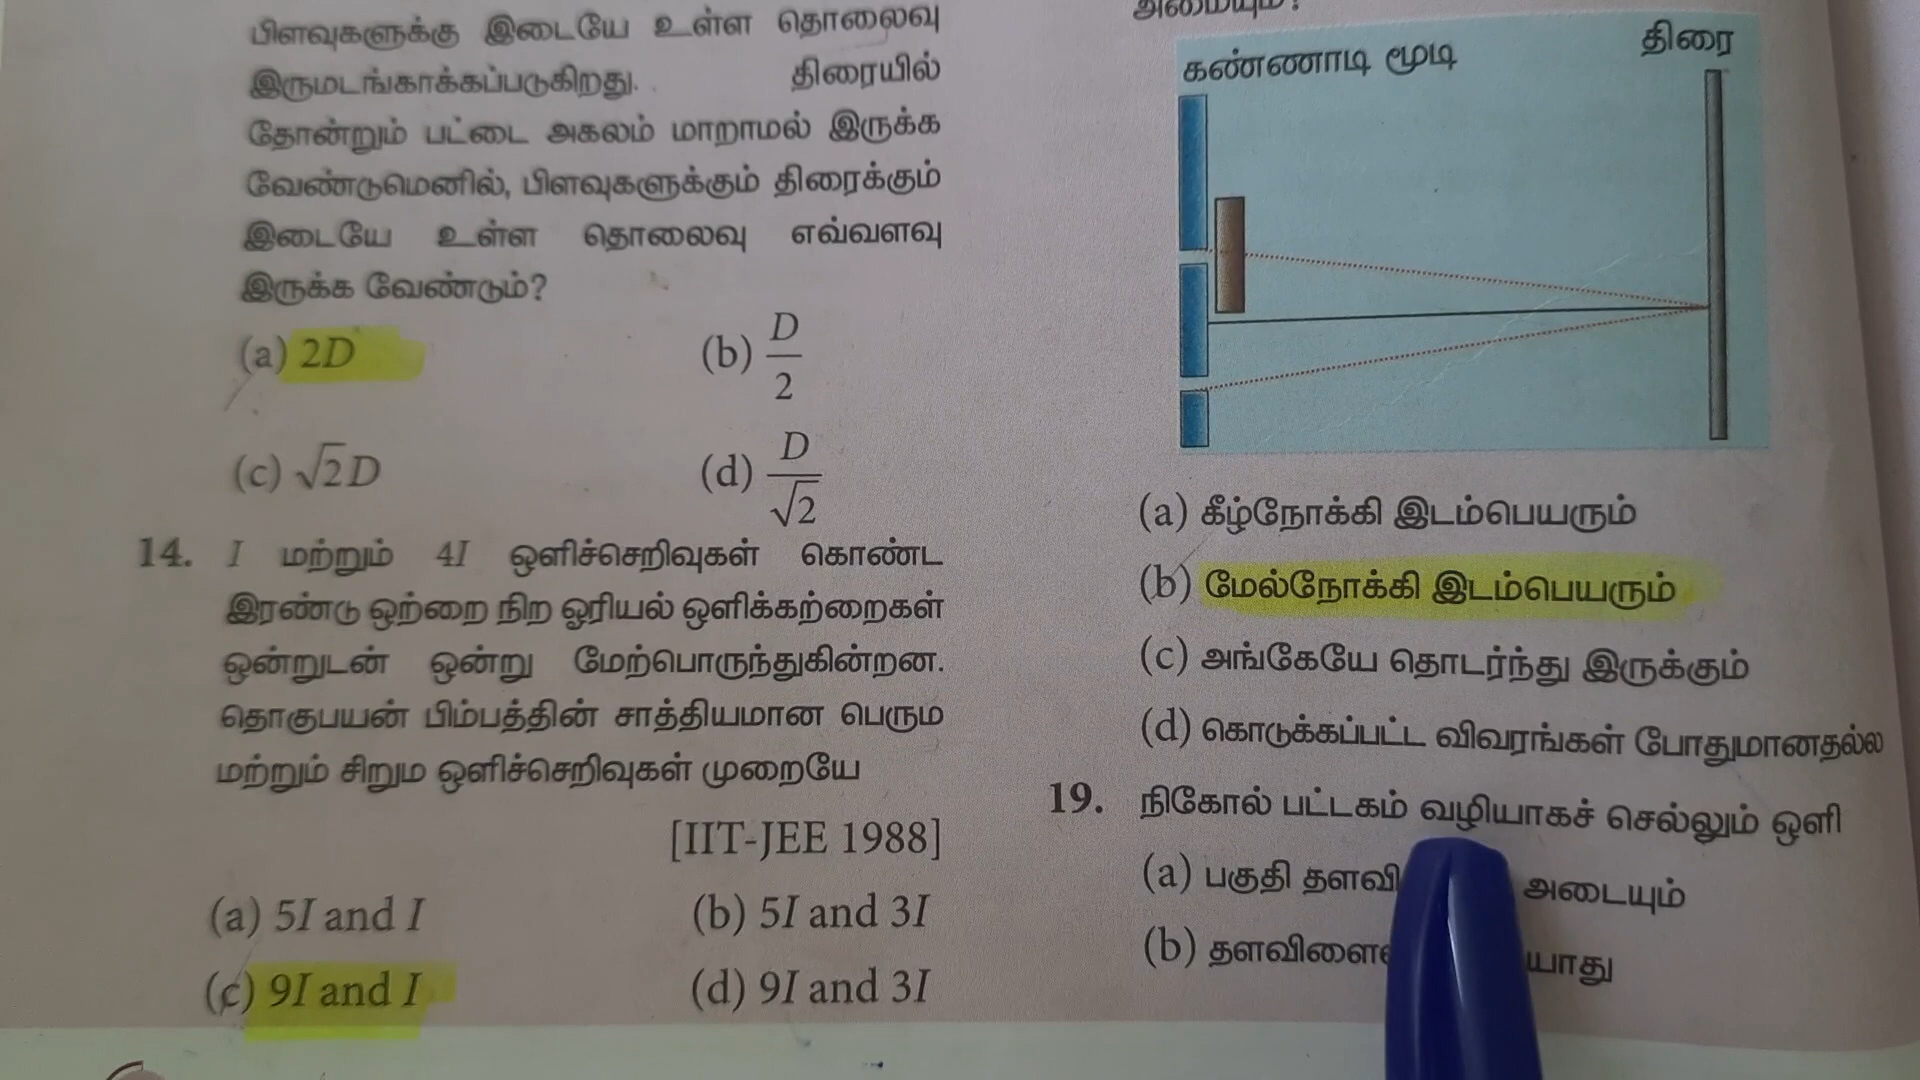 பிளவுகளுக்கு இடையே உள்ள தொலைவு
இருமடங்காக்கப்படுகிறது. திரையில்
தோன்றும் பட்டை அகலம் மாறாமல் இருக்க
வேண்டுமெனில், பிளவுகளுக்கும் திரைக்கும்
இடையே உள்ள தொலைவு எவ்வளவு
இருக்க வேண்டும்?
(a) 2D (b) D/2
(c) √2D (d) D/√2
14. I மற்றும் 4I ஒளிச்செறிவுகள் கொண்ட
இரண்டு ஒற்றை நிற ஓரியல் ஒளிக்கற்றைகள்
ஒன்றுடன் ஒன்று மேற்பொருந்துகின்றன.
தொகுபயன் பிம்பத்தின் சாத்தியமான பெரும
மற்றும் சிறும ஒளிச்செறிவுகள் முறையே
[IIT-JEE 1988]
(a) 5I and I (b) 5I and 3I
(c) 9I and I (d) 9I and 3I
அமையும்?
கண்ணாடி மூடி திரை
(a) கீழ்நோக்கி இடம்பெயரும்
(b) மேல்நோக்கி இடம்பெயரும்
(c) அங்கேயே தொடர்ந்து இருக்கும்
(d) கொடுக்கப்பட்ட விவரங்கள் போதுமானதல்ல
19. நிகோல் பட்டகம் வழியாகச் செல்லும் ஒளி
(a) பகுதி அடையும்
(b)